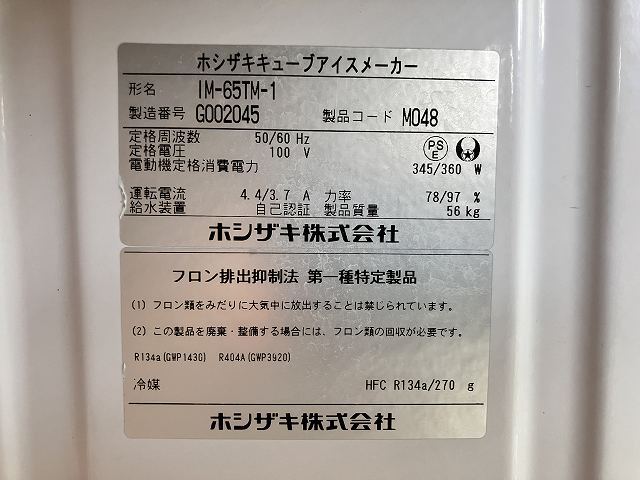 ホシザキキューブアイスメーカー
形名 IM-65TM-1
製造番号 G002045 製品コード M048
定格周波数 50/60 Hz
定格電圧 100 V
PSE
電動機定格消費電力 345/360 W
運転電流 4.4/3.7 A 力率 78/97 %
給水装置 自己認証 製品質量 56 kg
ホシザキ株式会社
フロン排出抑制法 第一種特定製品
(1) フロン類をみだりに大気中に放出することは禁じられています。
(2) この製品を廃棄・整備する場合には、フロン類の回収が必要です。
R134a(GWP1430) R404A(GWP3920)
冷媒 HFC R134a/270 g
ホシザキ株式会社